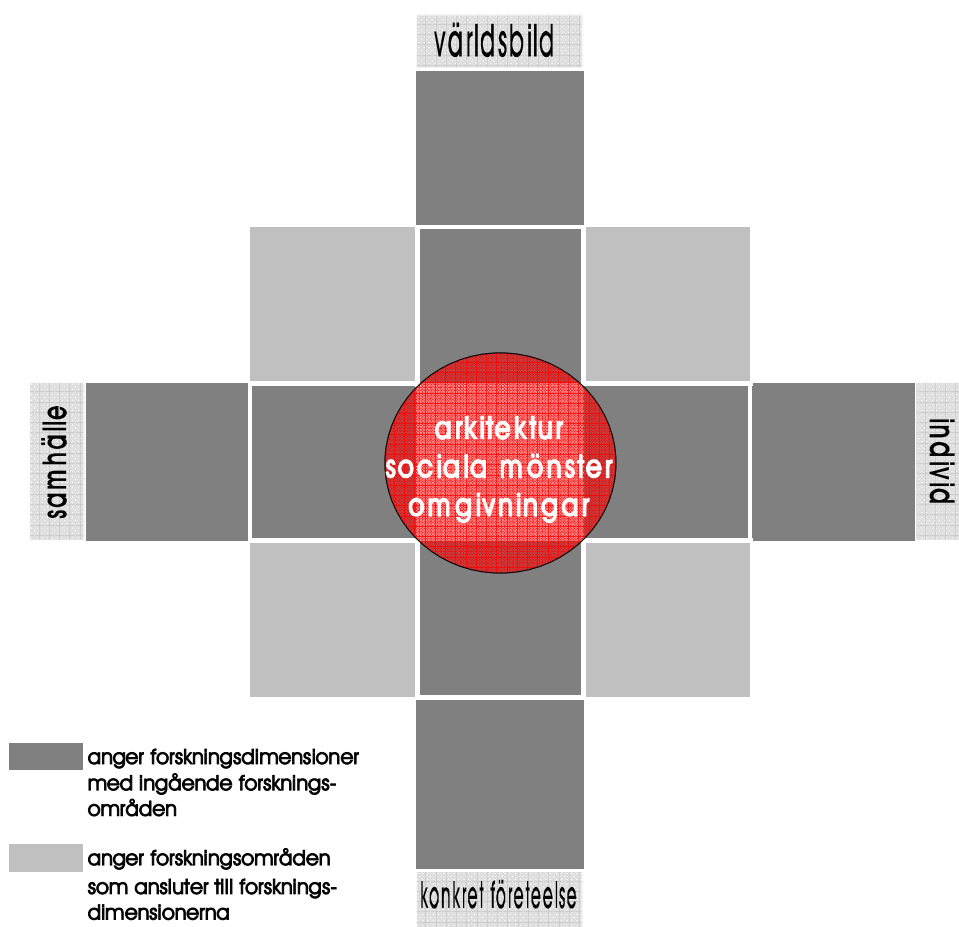 världsbild
samhälle
arkitektur
sociala mönster
omgivningar
individ
anger forskningsdimensioner
med ingående forsknings-
områden
anger forskningsområden
som ansluter till forsknings-
dimensionerna
konkret företeelse